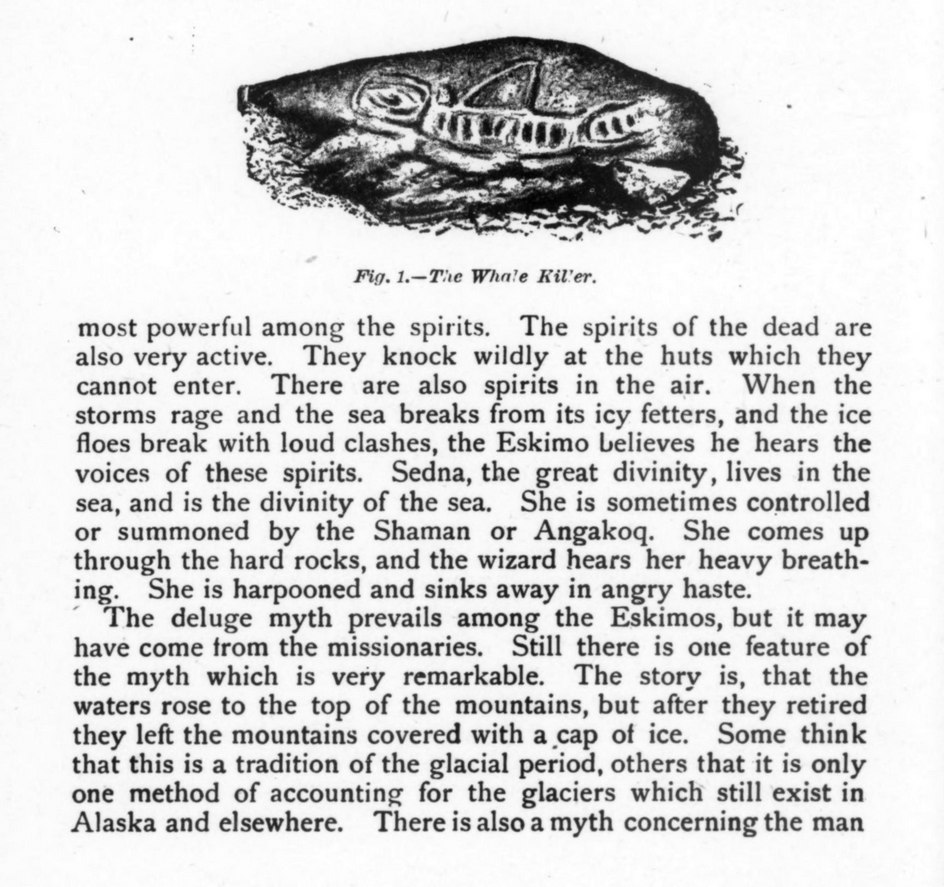 Fig. 1.—The Whale Killer.
most powerful among the spirits. The spirits of the dead are
also very active. They knock wildly at the huts which they
cannot enter. There are also spirits in the air. When the
storms rage and the sea breaks from its icy fetters, and the ice
floes break with loud clashes, the Eskimo believes he hears the
voices of these spirits. Sedna, the great divinity, lives in the
sea, and is the divinity of the sea. She is sometimes controlled
or summoned by the Shaman or Angakoq. She comes up
through the hard rocks, and the wizard hears her heavy breath-
ing. She is harpooned and sinks away in angry haste.
The deluge myth prevails among the Eskimos, but it may
have come from the missionaries. Still there is one feature of
the myth which is very remarkable. The story is, that the
waters rose to the top of the mountains, but after they retired
they left the mountains covered with a cap of ice. Some think
that this is a tradition of the glacial period, others that it is only
one method of accounting for the glaciers which still exist in
Alaska and elsewhere. There is also a myth concerning the man